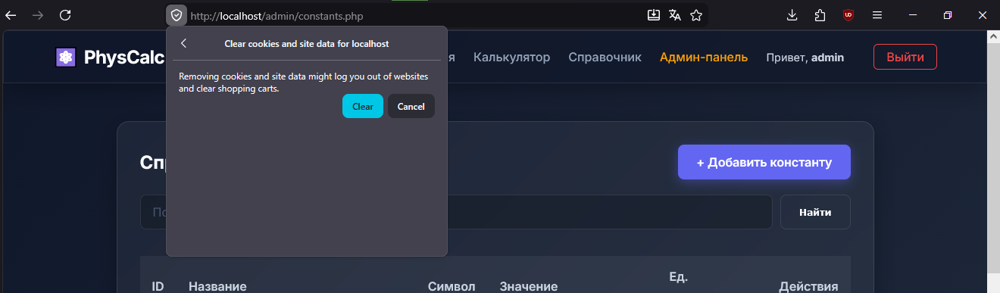 http://localhost/admin/constants.php
Clear cookies and site data for localhost
PhysCalc
я Калькулятор Справочник Админ-панель Привет, admin Выйти
Removing cookies and site data might log you out of websites
and clear shopping carts.
Clear Cancel
+ Добавить константу
Найти
Ед.
ID Название Символ Значение Действия